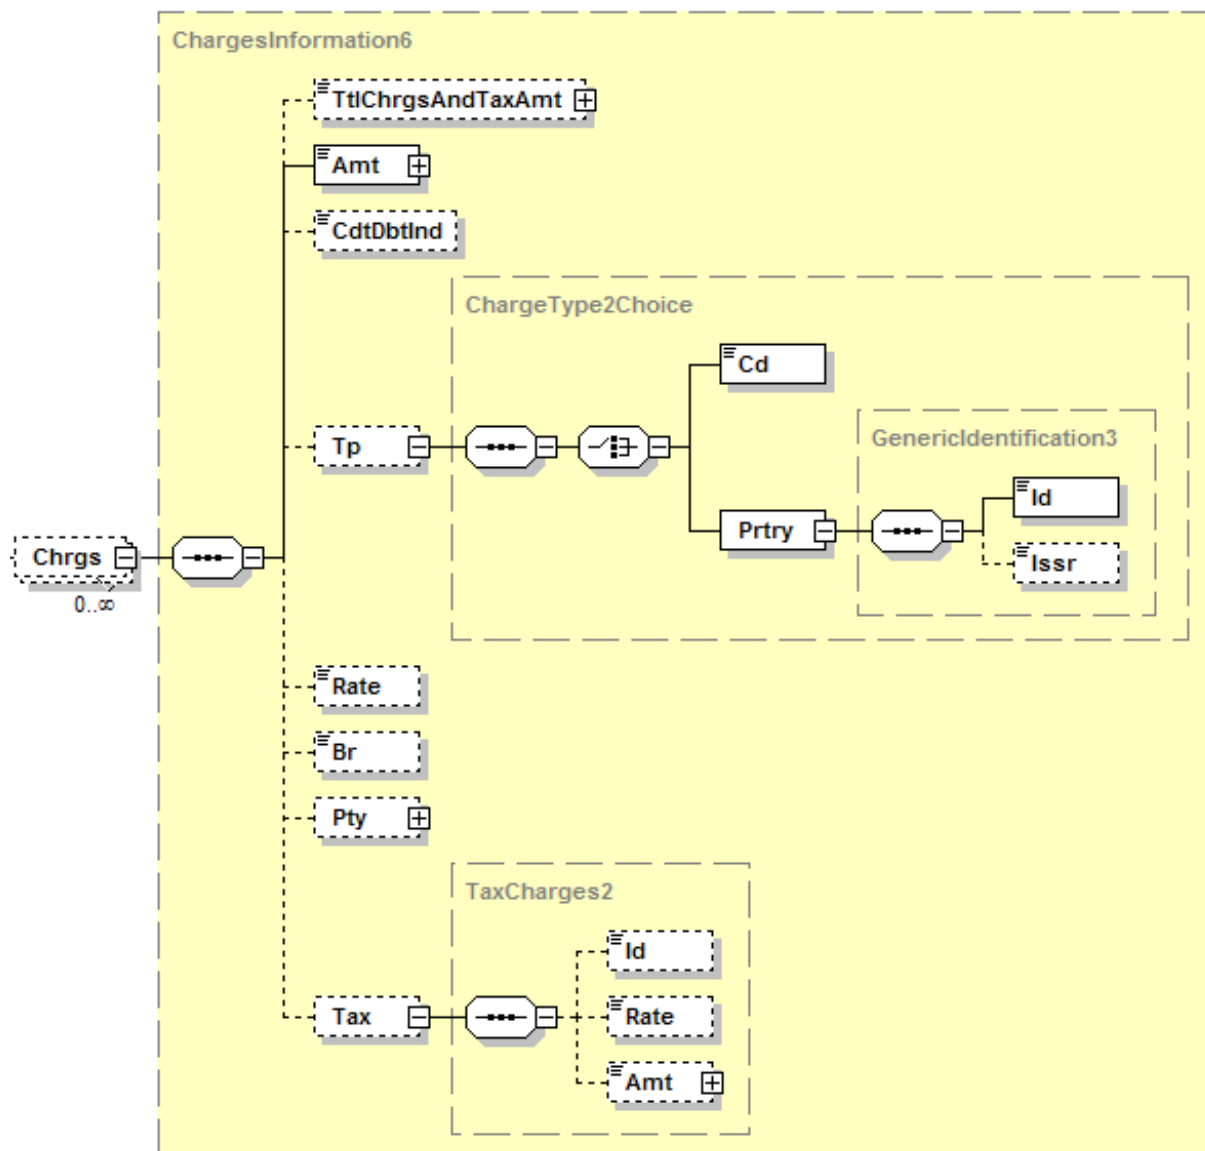 ChargesInformation6
TtlChrgsAndTaxAmt
Amt
CdtDbtInd
ChargeType2Choice
Cd
GenericIdentification3
Tp
Id
Prtry
Chrgs
Issr
0..∞
Rate
Br
Pty
TaxCharges2
Id
Tax
Rate
Amt